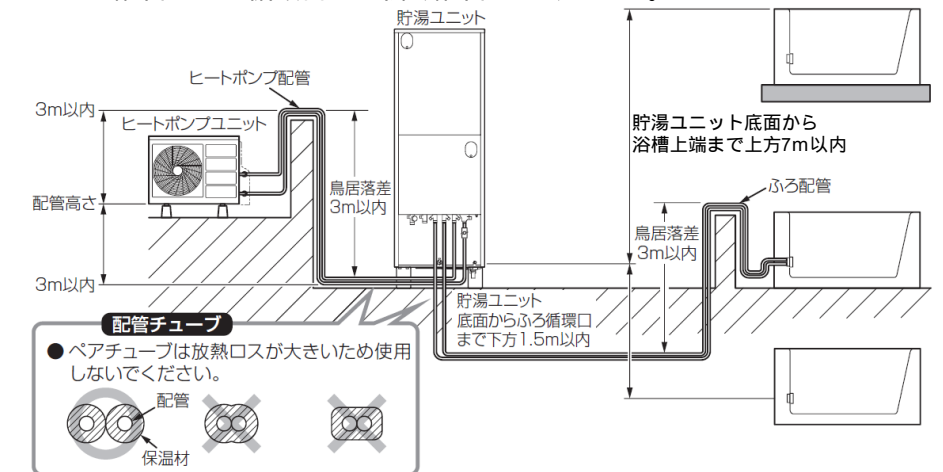 貯湯ユニット
ヒートポンプ配管
3m以内
ヒートポンプユニット
貯湯ユニット底面から
浴槽上端まで上方7m以内
鳥居落差
3m以内
配管高さ
ふろ配管
鳥居落差
3m以内
3m以内
貯湯ユニット
底面からふろ循環口
まで下方1.5m以内
配管チューブ
● ペアチューブは放熱ロスが大きいため使用
しないでください。
配管
保温材